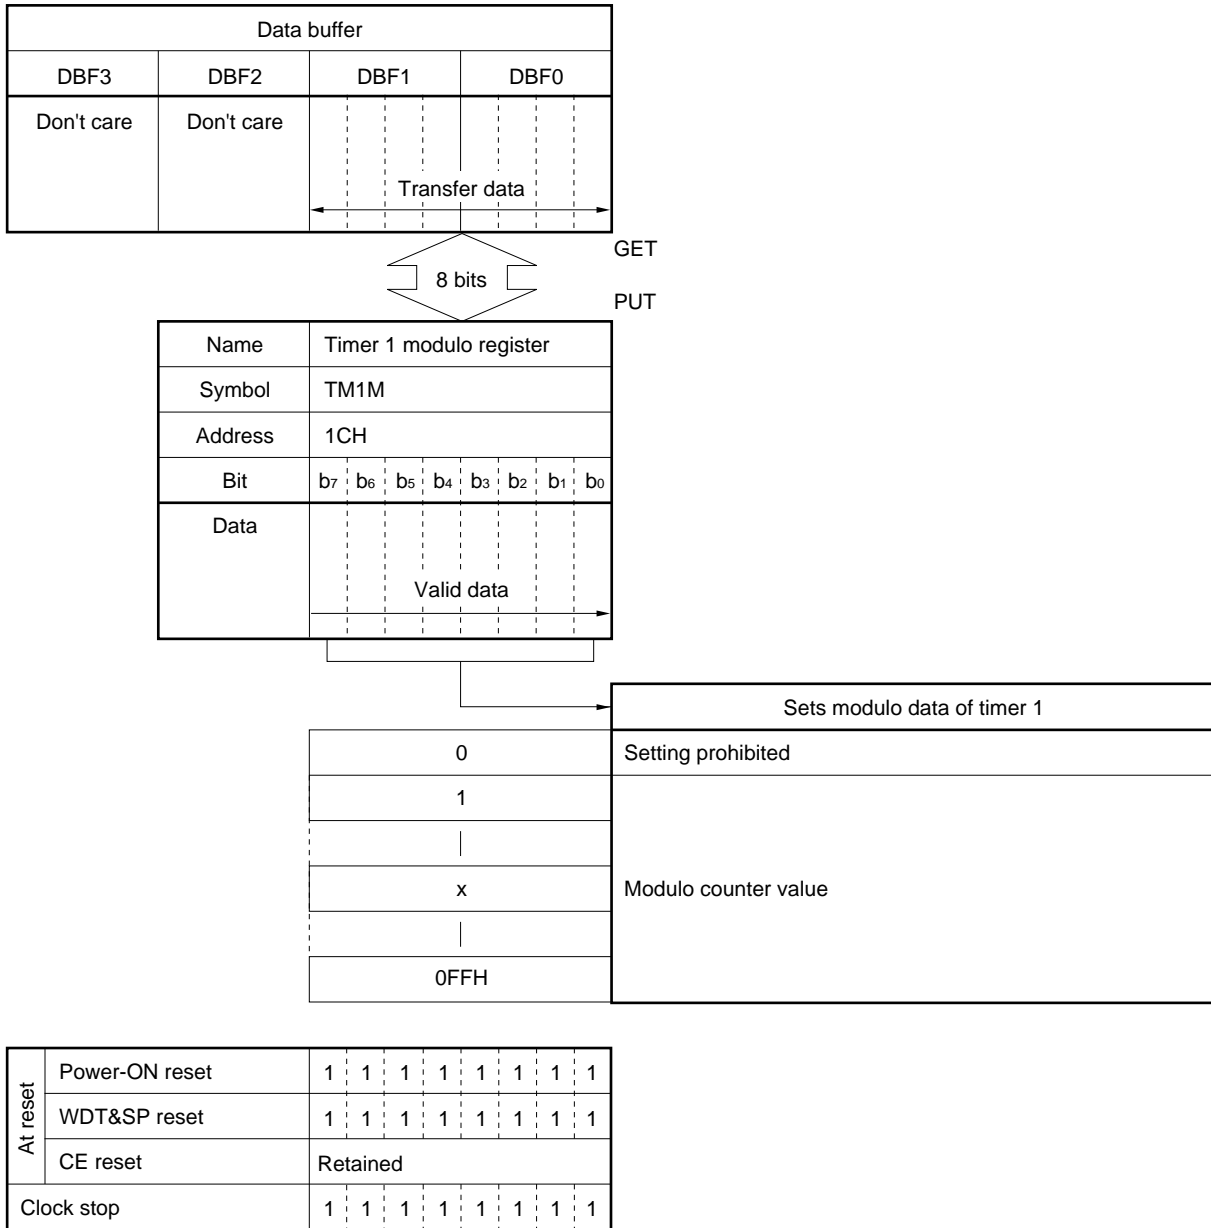 Data buffer
DBF3 DBF2 DBF1 DBF0
Don't care Don't care
Transfer data
GET
8 bits
PUT
Name Timer 1 modulo register
Symbol TM1M
Address 1CH
Bit b7 b6 b5 b4 b3 b2 b1 b0
Data
Valid data
Sets modulo data of timer 1
0 Setting prohibited
1
x Modulo counter value
0FFH
At reset
Power-ON reset 1 1 1 1 1 1 1 1
WDT&SP reset 1 1 1 1 1 1 1 1
CE reset Retained
Clock stop 1 1 1 1 1 1 1 1